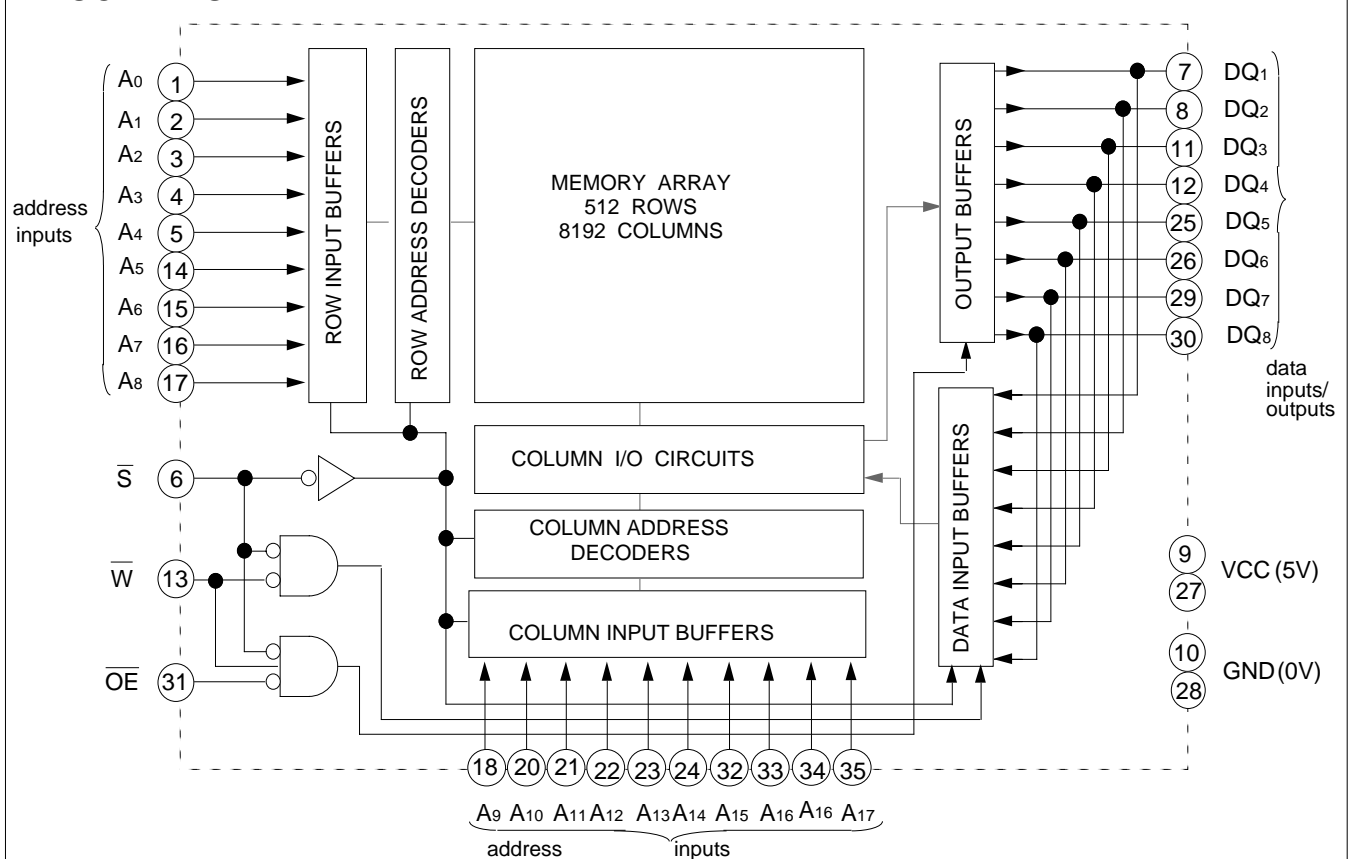 A0 1
A1 2
A2 3
A3 4
A4 5
A5 14
A6 15
A7 16
A8 17
address
inputs
S̅ 6
W̅ 13
O̅E̅ 31
ROW INPUT BUFFERS
ROW ADDRESS DECODERS
MEMORY ARRAY
512 ROWS
8192 COLUMNS
COLUMN I/O CIRCUITS
COLUMN ADDRESS
DECODERS
COLUMN INPUT BUFFERS
OUTPUT BUFFERS
DATA INPUT BUFFERS
7 DQ1
8 DQ2
11 DQ3
12 DQ4
25 DQ5
26 DQ6
29 DQ7
30 DQ8
data
inputs/
outputs
9
27
VCC (5V)
10
28
GND (0V)
18 20 21 22 23 24 32 33 34 35
A9 A10 A11 A12 A13 A14 A15 A16 A16 A17
address inputs